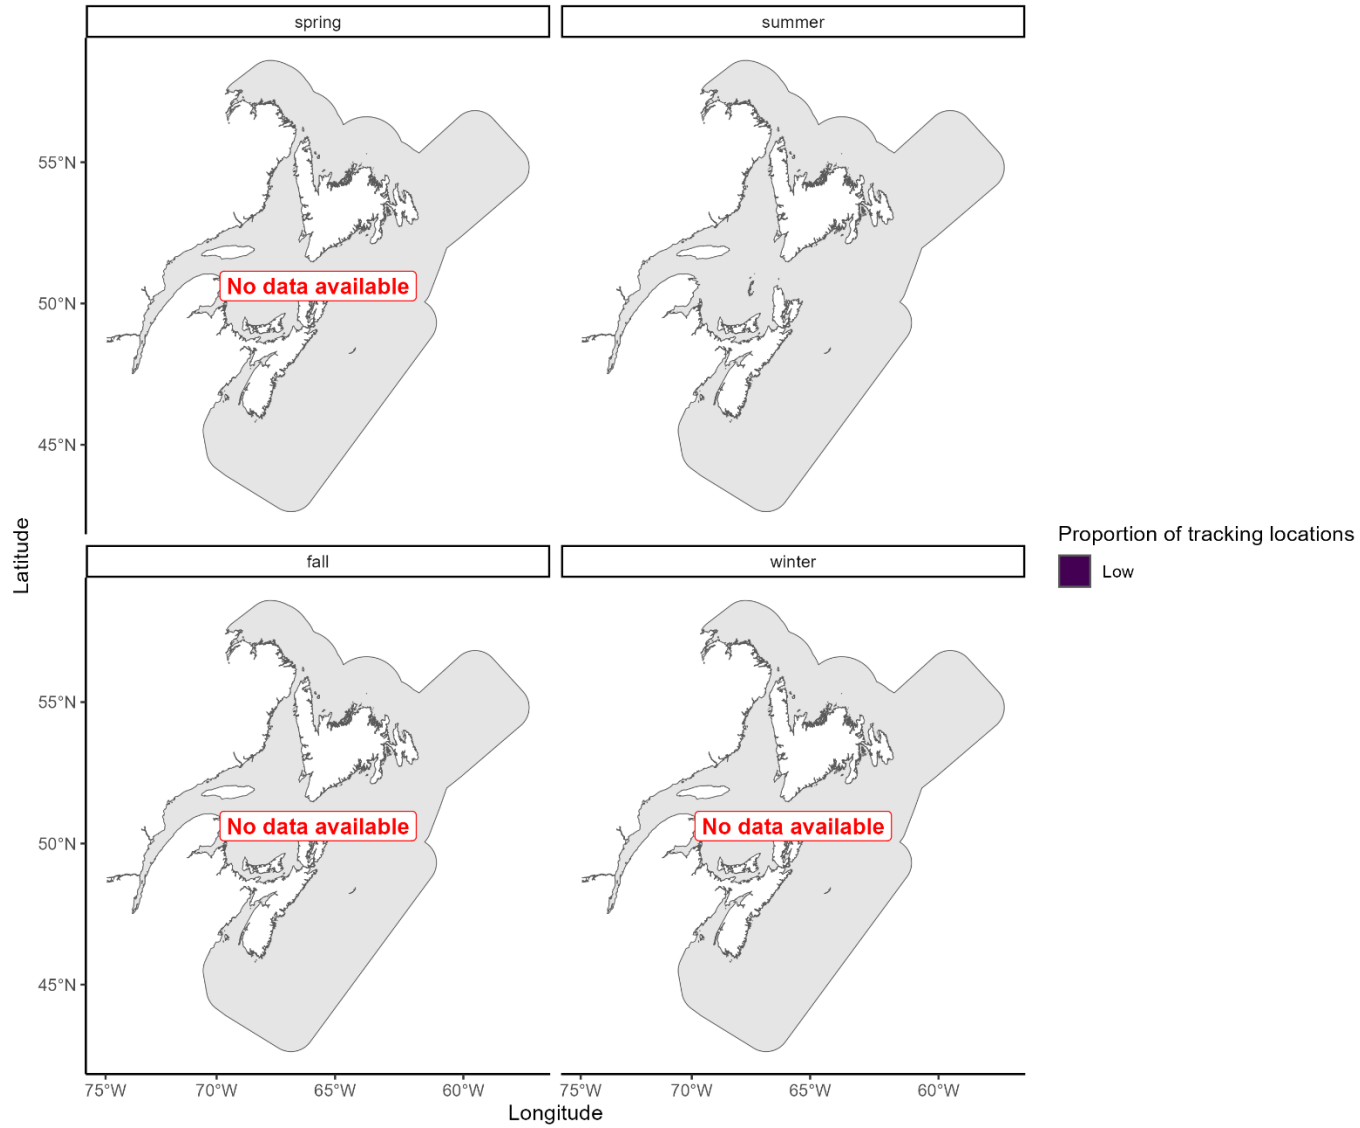 spring
summer
55°N
50°N
45°N
No data available
Latitude
Proportion of tracking locations
Low
fall
winter
55°N
50°N
45°N
No data available
No data available
75°W
70°W
65°W
60°W
75°W
70°W
65°W
60°W
Longitude